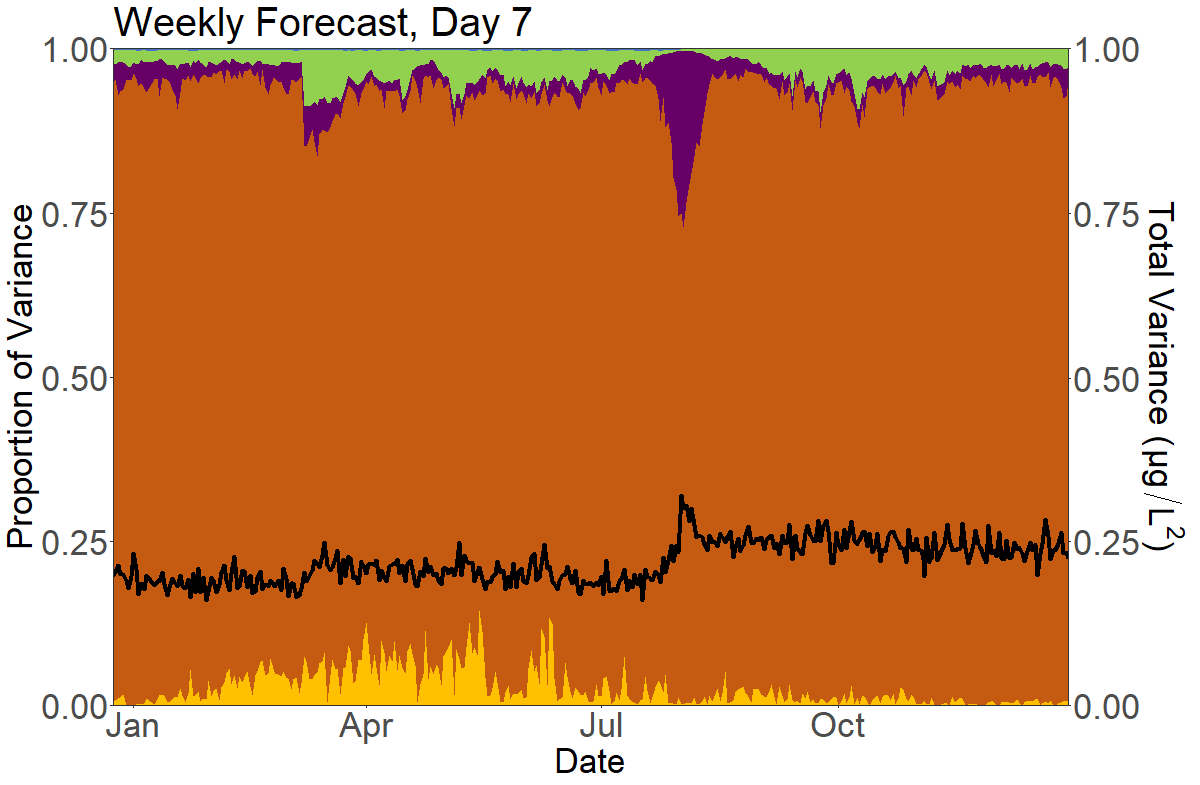 Weekly Forecast, Day 7
1.00
0.75
0.50
0.25
0.00
Proportion of Variance
1.00
0.75
0.50
0.25
0.00
Total Variance (μg/L²)
Jan Apr Jul Oct
Date